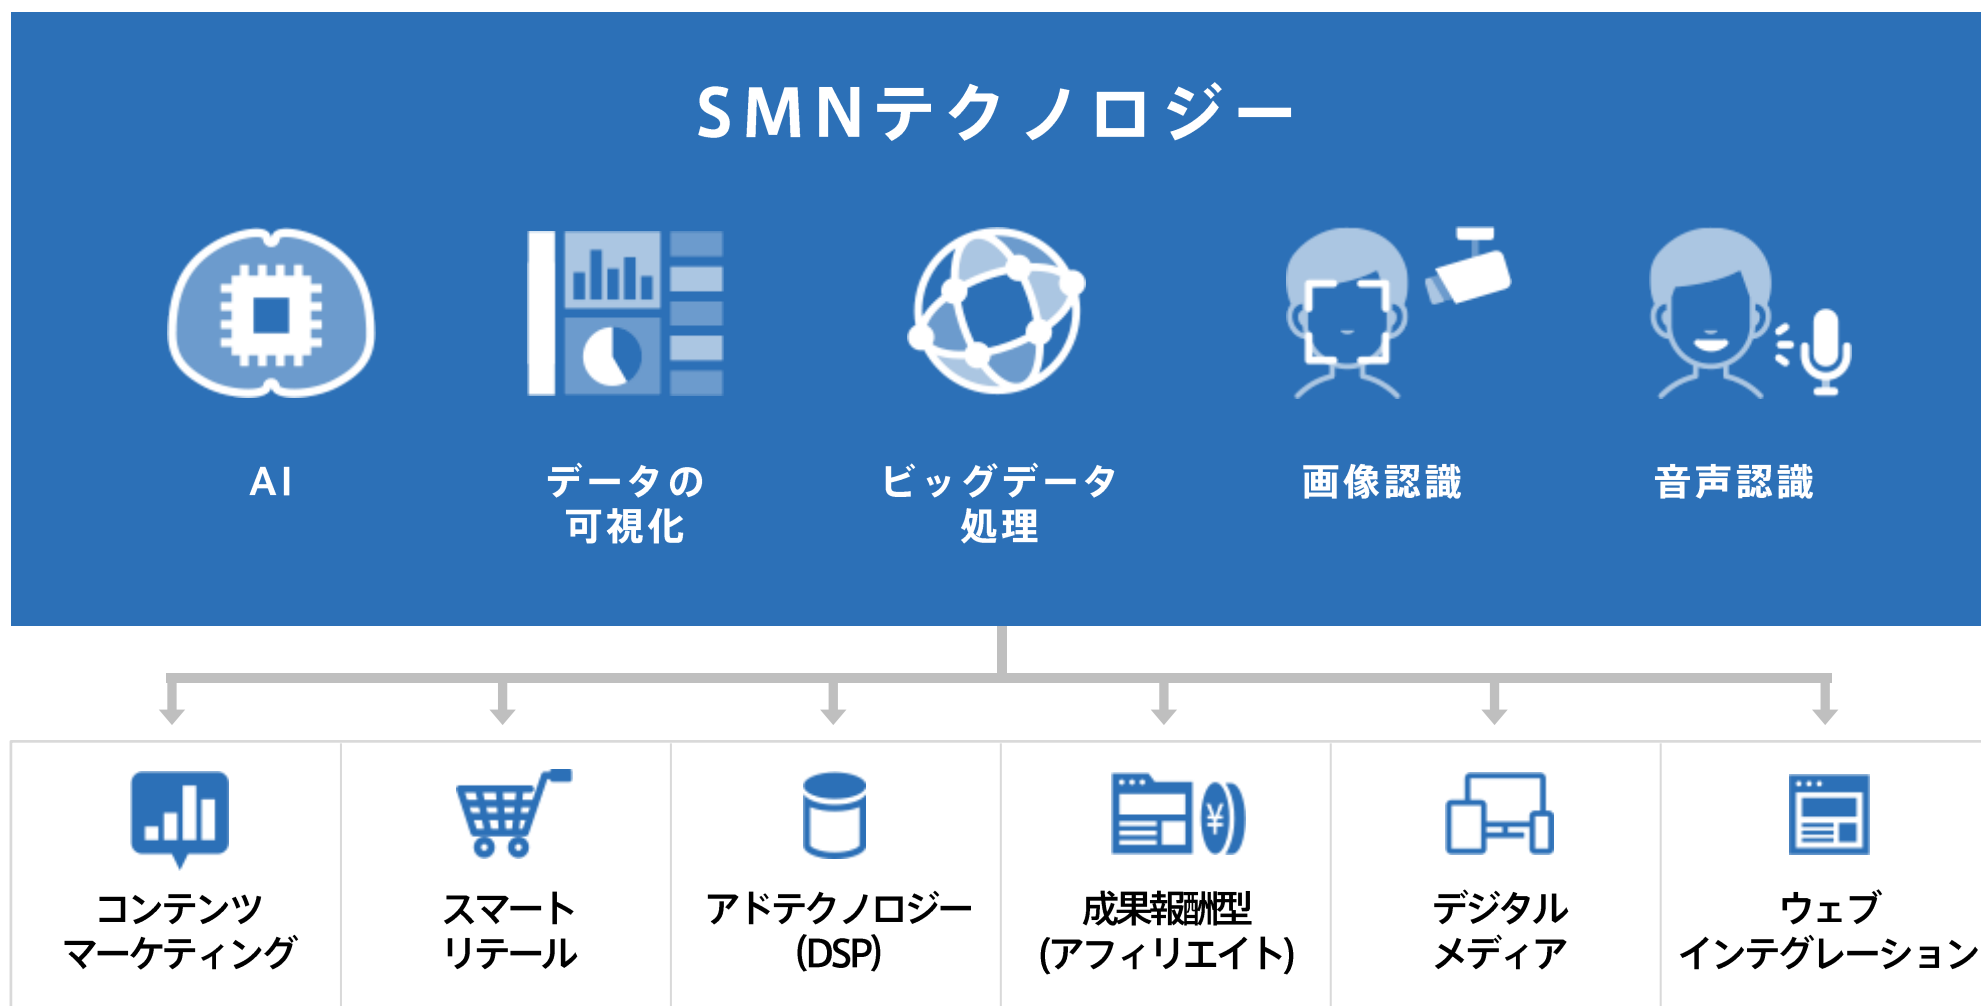 SMNテクノロジー
AI
データの
可視化
ビッグデータ
処理
画像認識
音声認識
コンテンツ
マーケティング
スマート
リテール
アドテクノロジー
(DSP)
成果報酬型
(アフィリエイト)
デジタル
メディア
ウェブ
インテグレーション